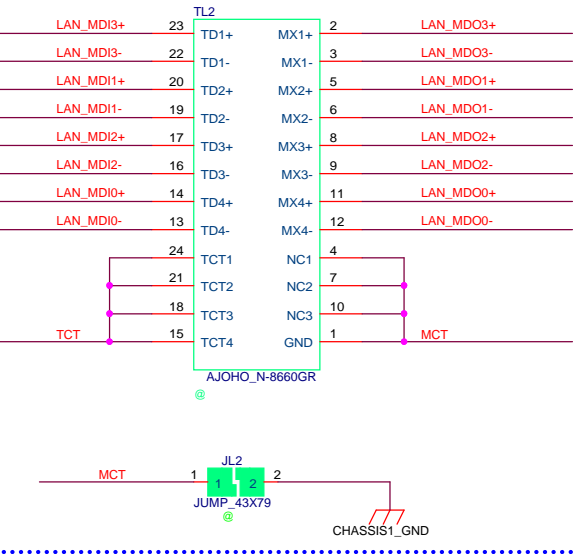 TL2
LAN_MDI3+ 23 TD1+ MX1+ 2 LAN_MDO3+
LAN_MDI3- 22 TD1- MX1- 3 LAN_MDO3-
LAN_MDI1+ 20 TD2+ MX2+ 5 LAN_MDO1+
LAN_MDI1- 19 TD2- MX2- 6 LAN_MDO1-
LAN_MDI2+ 17 TD3+ MX3+ 8 LAN_MDO2+
LAN_MDI2- 16 TD3- MX3- 9 LAN_MDO2-
LAN_MDI0+ 14 TD4+ MX4+ 11 LAN_MDO0+
LAN_MDI0- 13 TD4- MX4- 12 LAN_MDO0-
24 TCT1 NC1 4
21 TCT2 NC2 7
18 TCT3 NC3 10
TCT 15 TCT4 GND 1 MCT
AJOHO_N-8660GR
@
JL2
MCT 1 1 2 2
JUMP_43X79
@
CHASSIS1_GND